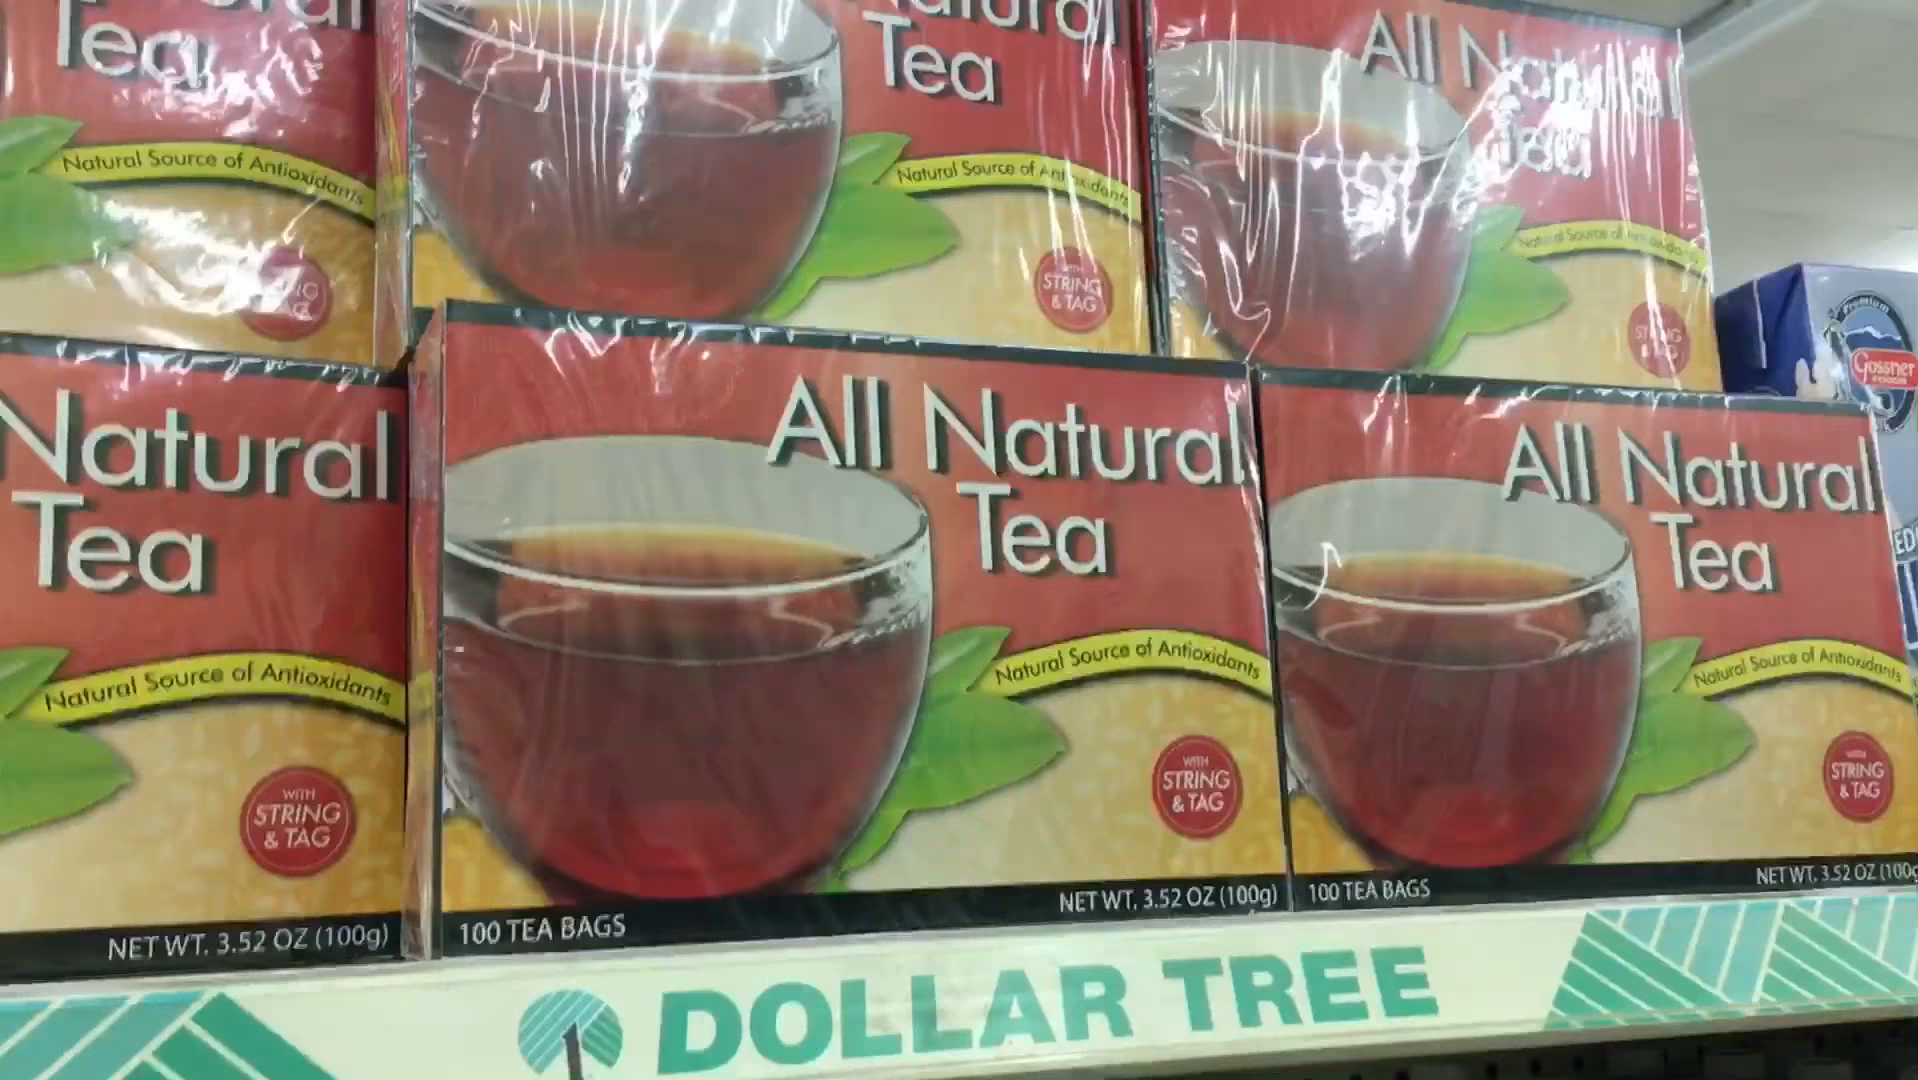 Tea
Natural Source of Antioxidants
Natural
Tea
Natural Source of Antioxidants
WITH
STRING
& TAG
All Natural
Tea
Natural Source of
Natural
Tea
Natural Source of Antioxidants
WITH
STRING
& TAG
NET WT. 3.52 OZ (100g)
All Natural
Tea
Natural Source of Antioxidants
WITH
STRING
& TAG
100 TEA BAGS
NET WT. 3.52 OZ (100g)
All Natural
Tea
Natural Source of Antioxidants
WITH
STRING
& TAG
100 TEA BAGS
NET WT. 3.52 OZ (100g
Premium
Gossner
FOODS
DOLLAR TREE